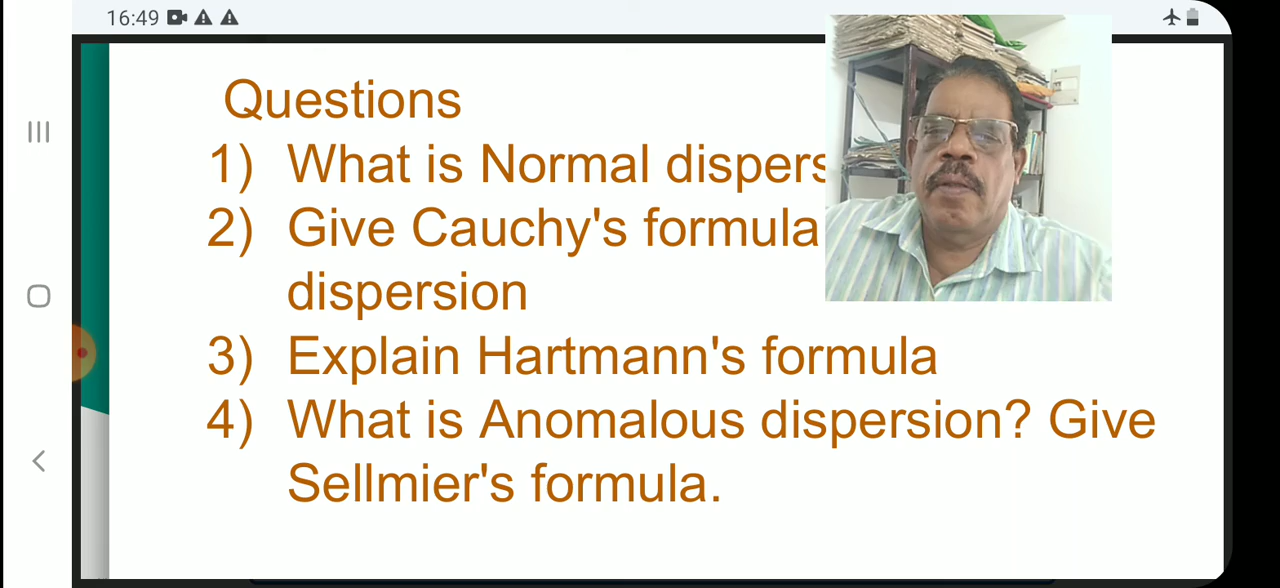 16:49
Questions
1) What is Normal
2) Give Cauchy's formula
dispersion
3) Explain Hartmann's formula
4) What is Anomalous dispersion? Give
Sellmier's formula.